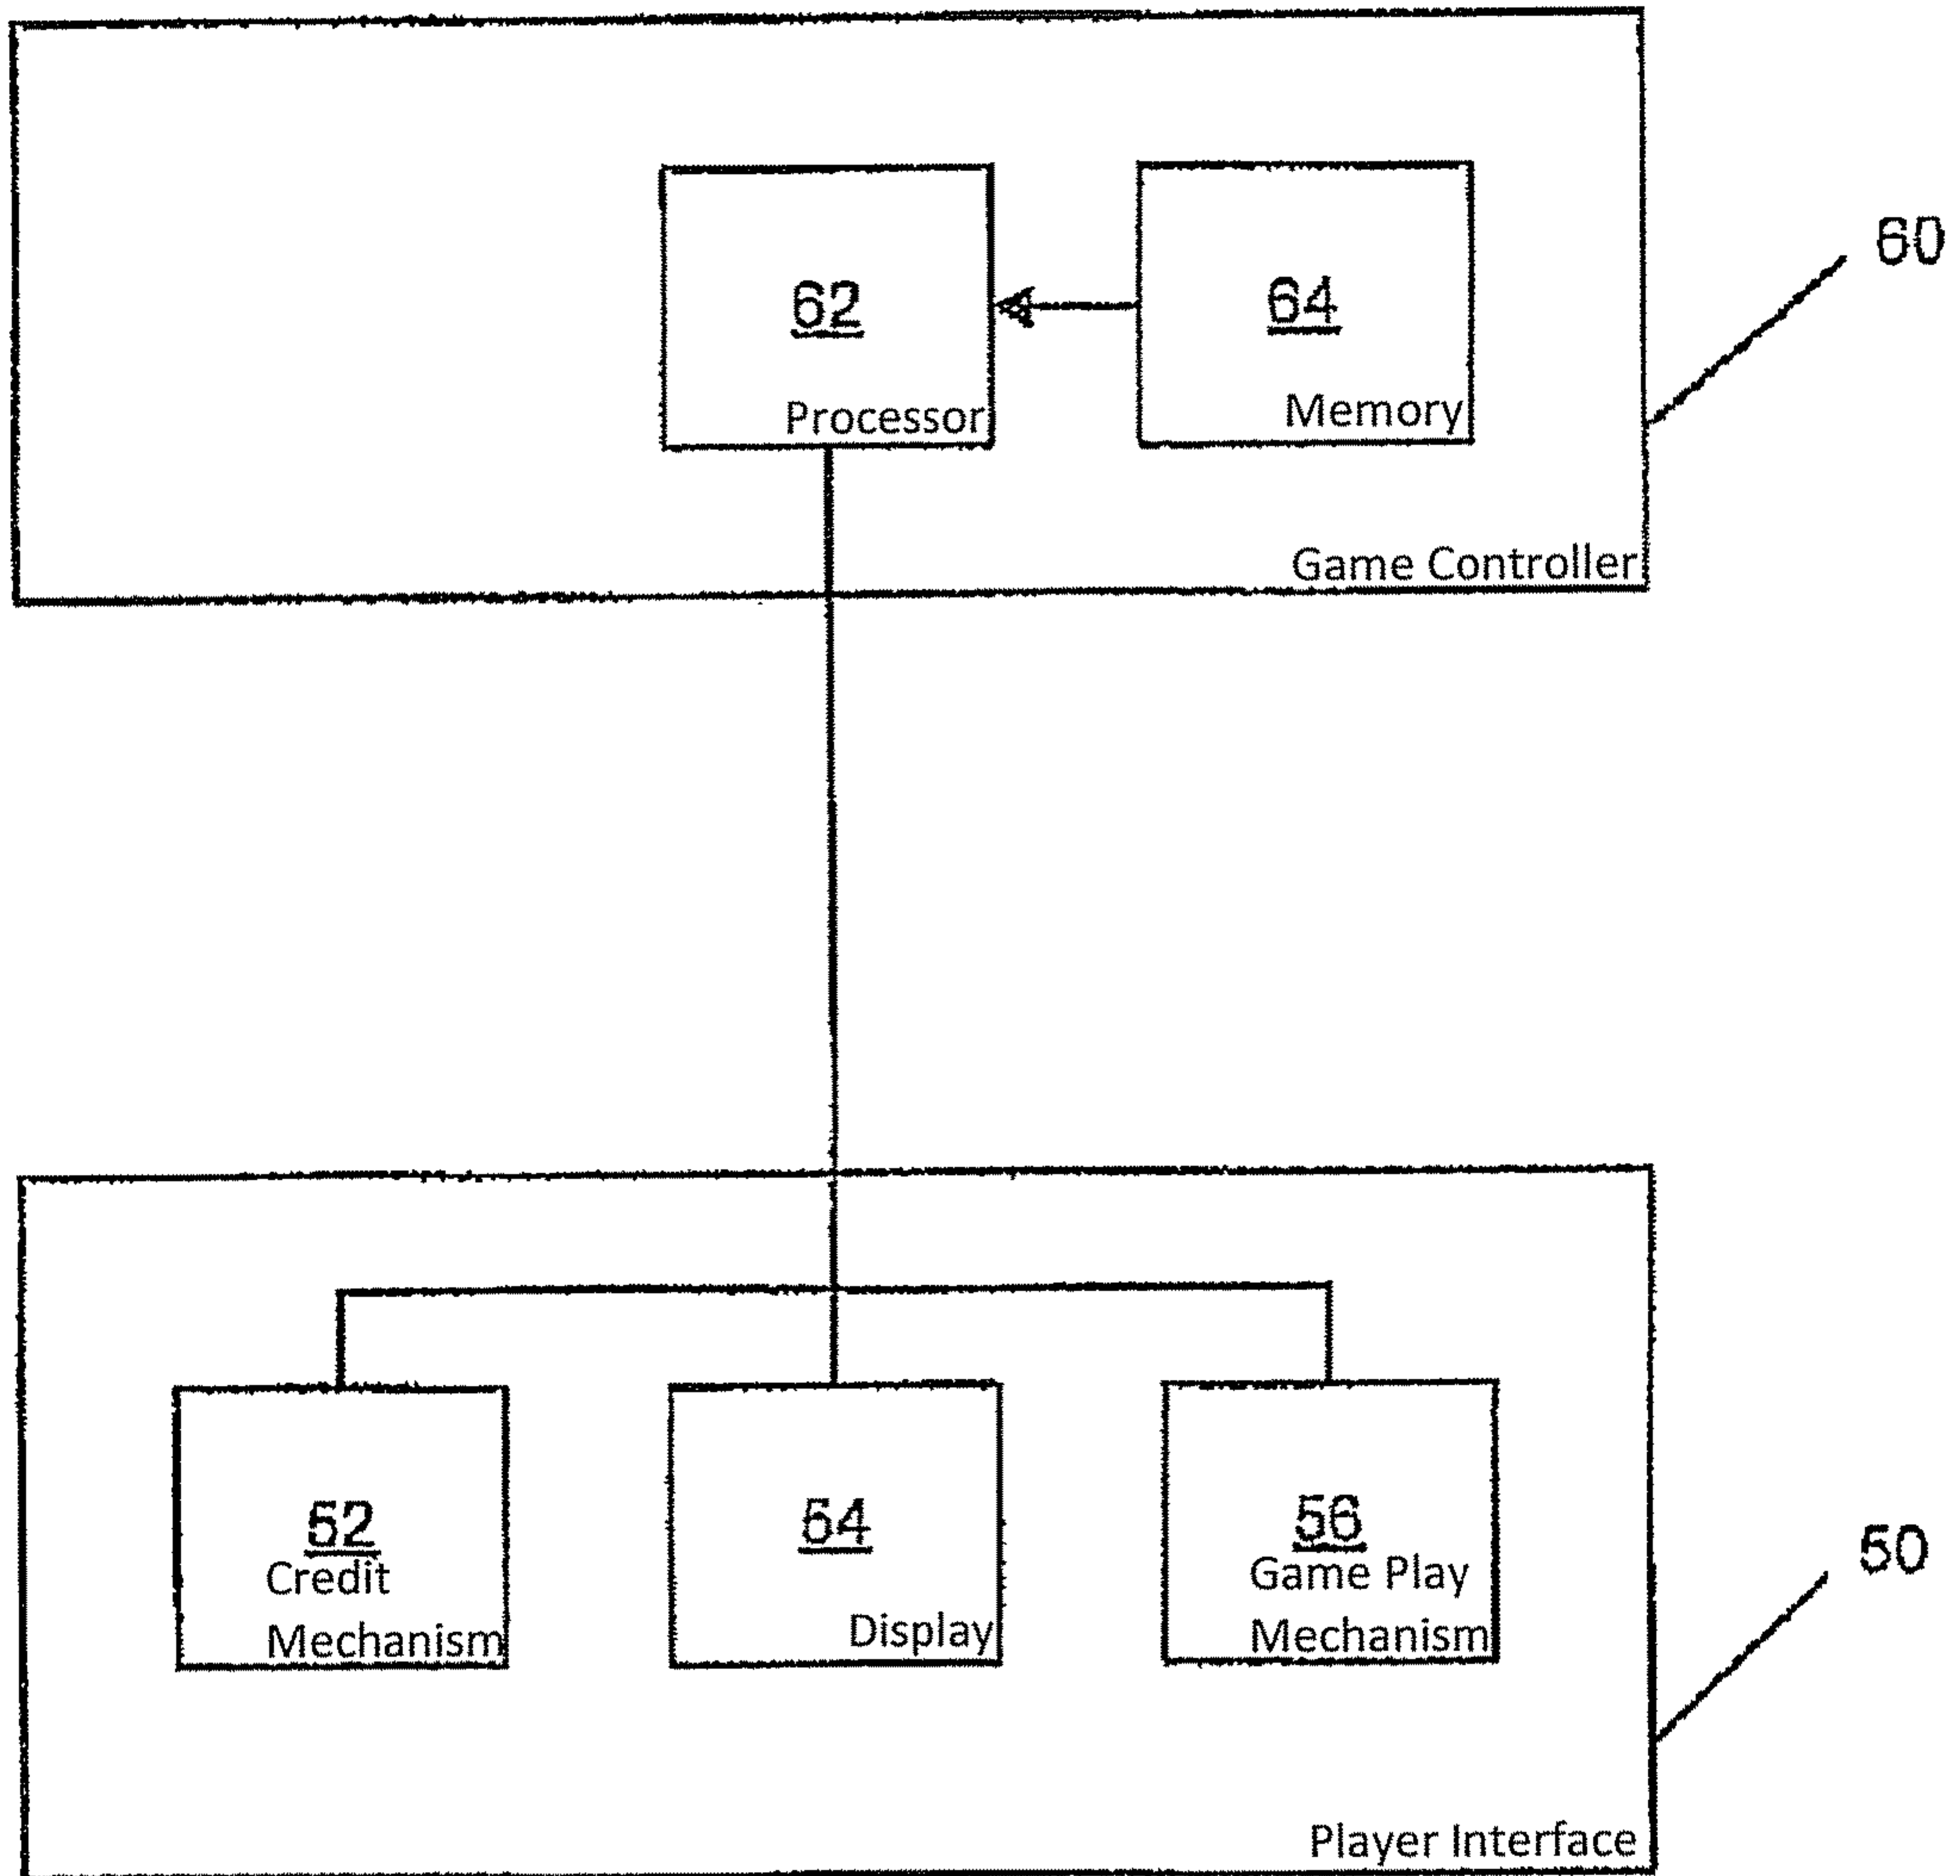 60
62
Processor
64
Memory
Game Controller
52
Credit
Mechanism
54
Display
56
Game Play
Mechanism
50
Player Interface